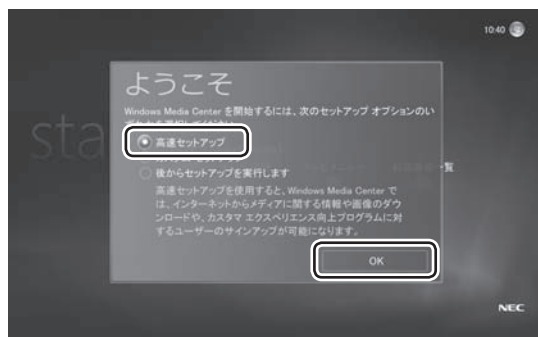 10:40
sta
ようこそ
Windows Media Center を開始するには、次のセットアップ オプションのい
高速セットアップ
後からセットアップを実行します
一覧
高速セットアップを使用すると、Windows Media Center で
は、インターネットからメディアに関する情報や画像のダウ
ンロードや、カスタマ エクスペリエンス向上プログラムに対
するユーザーのサインアップが可能になります。
OK
NEC